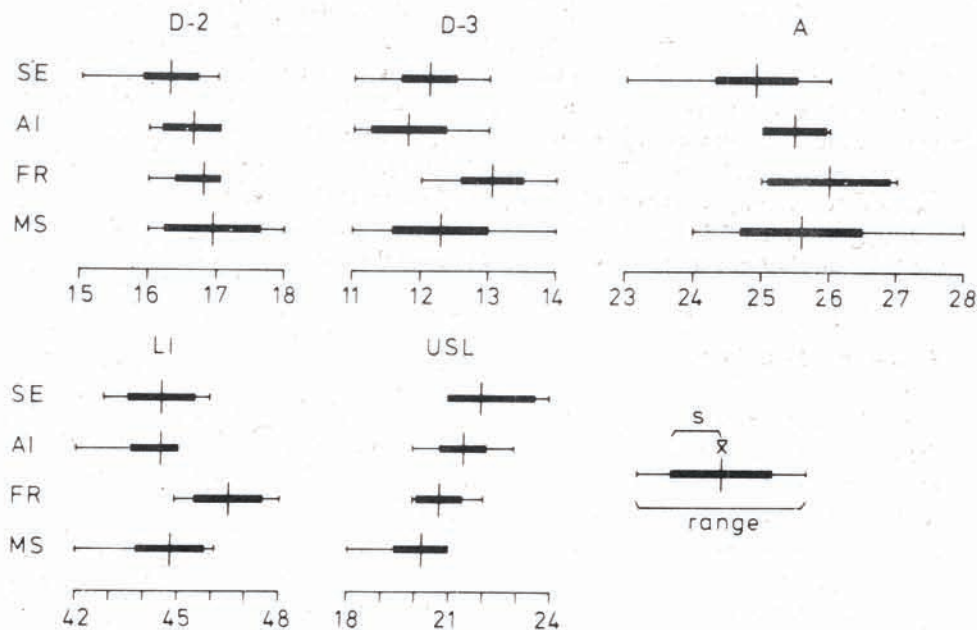 D-2 D-3 A
SE
AI
FR
MS
15 16 17 18 11 12 13 14 23 24 25 26 27 28
LI USL
SE
AI
FR
MS
s
x̄
range
42 45 48 18 21 24